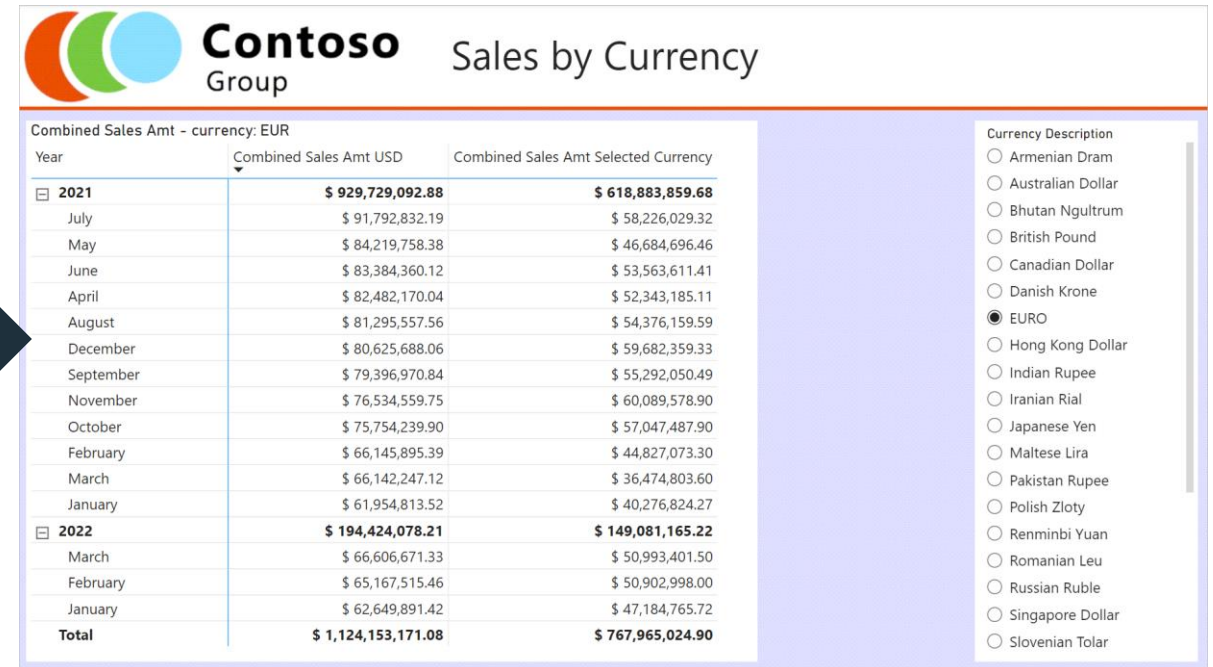 Contoso
Group
Sales by Currency
Combined Sales Amt - currency: EUR
Year Combined Sales Amt USD Combined Sales Amt Selected Currency
2021 $ 929,729,092.88 $ 618,883,859.68
July $ 91,792,832.19 $ 58,226,029.32
May $ 84,219,758.38 $ 46,684,696.46
June $ 83,384,360.12 $ 53,563,611.41
April $ 82,482,170.04 $ 52,343,185.11
August $ 81,295,557.56 $ 54,376,159.59
December $ 80,625,688.06 $ 59,682,359.33
September $ 79,396,970.84 $ 55,292,050.49
November $ 76,534,559.75 $ 60,089,578.90
October $ 75,754,239.90 $ 57,047,487.90
February $ 66,145,895.39 $ 44,827,073.30
March $ 66,142,247.12 $ 36,474,803.60
January $ 61,954,813.52 $ 40,276,824.27
2022 $ 194,424,078.21 $ 149,081,165.22
March $ 66,606,671.33 $ 50,993,401.50
February $ 65,167,515.46 $ 50,902,998.00
January $ 62,649,891.42 $ 47,184,765.72
Total $ 1,124,153,171.08 $ 767,965,024.90
Currency Description
Armenian Dram
Australian Dollar
Bhutan Ngultrum
British Pound
Canadian Dollar
Danish Krone
EURO
Hong Kong Dollar
Indian Rupee
Iranian Rial
Japanese Yen
Maltese Lira
Pakistan Rupee
Polish Zloty
Renminbi Yuan
Romanian Leu
Russian Ruble
Singapore Dollar
Slovenian Tolar